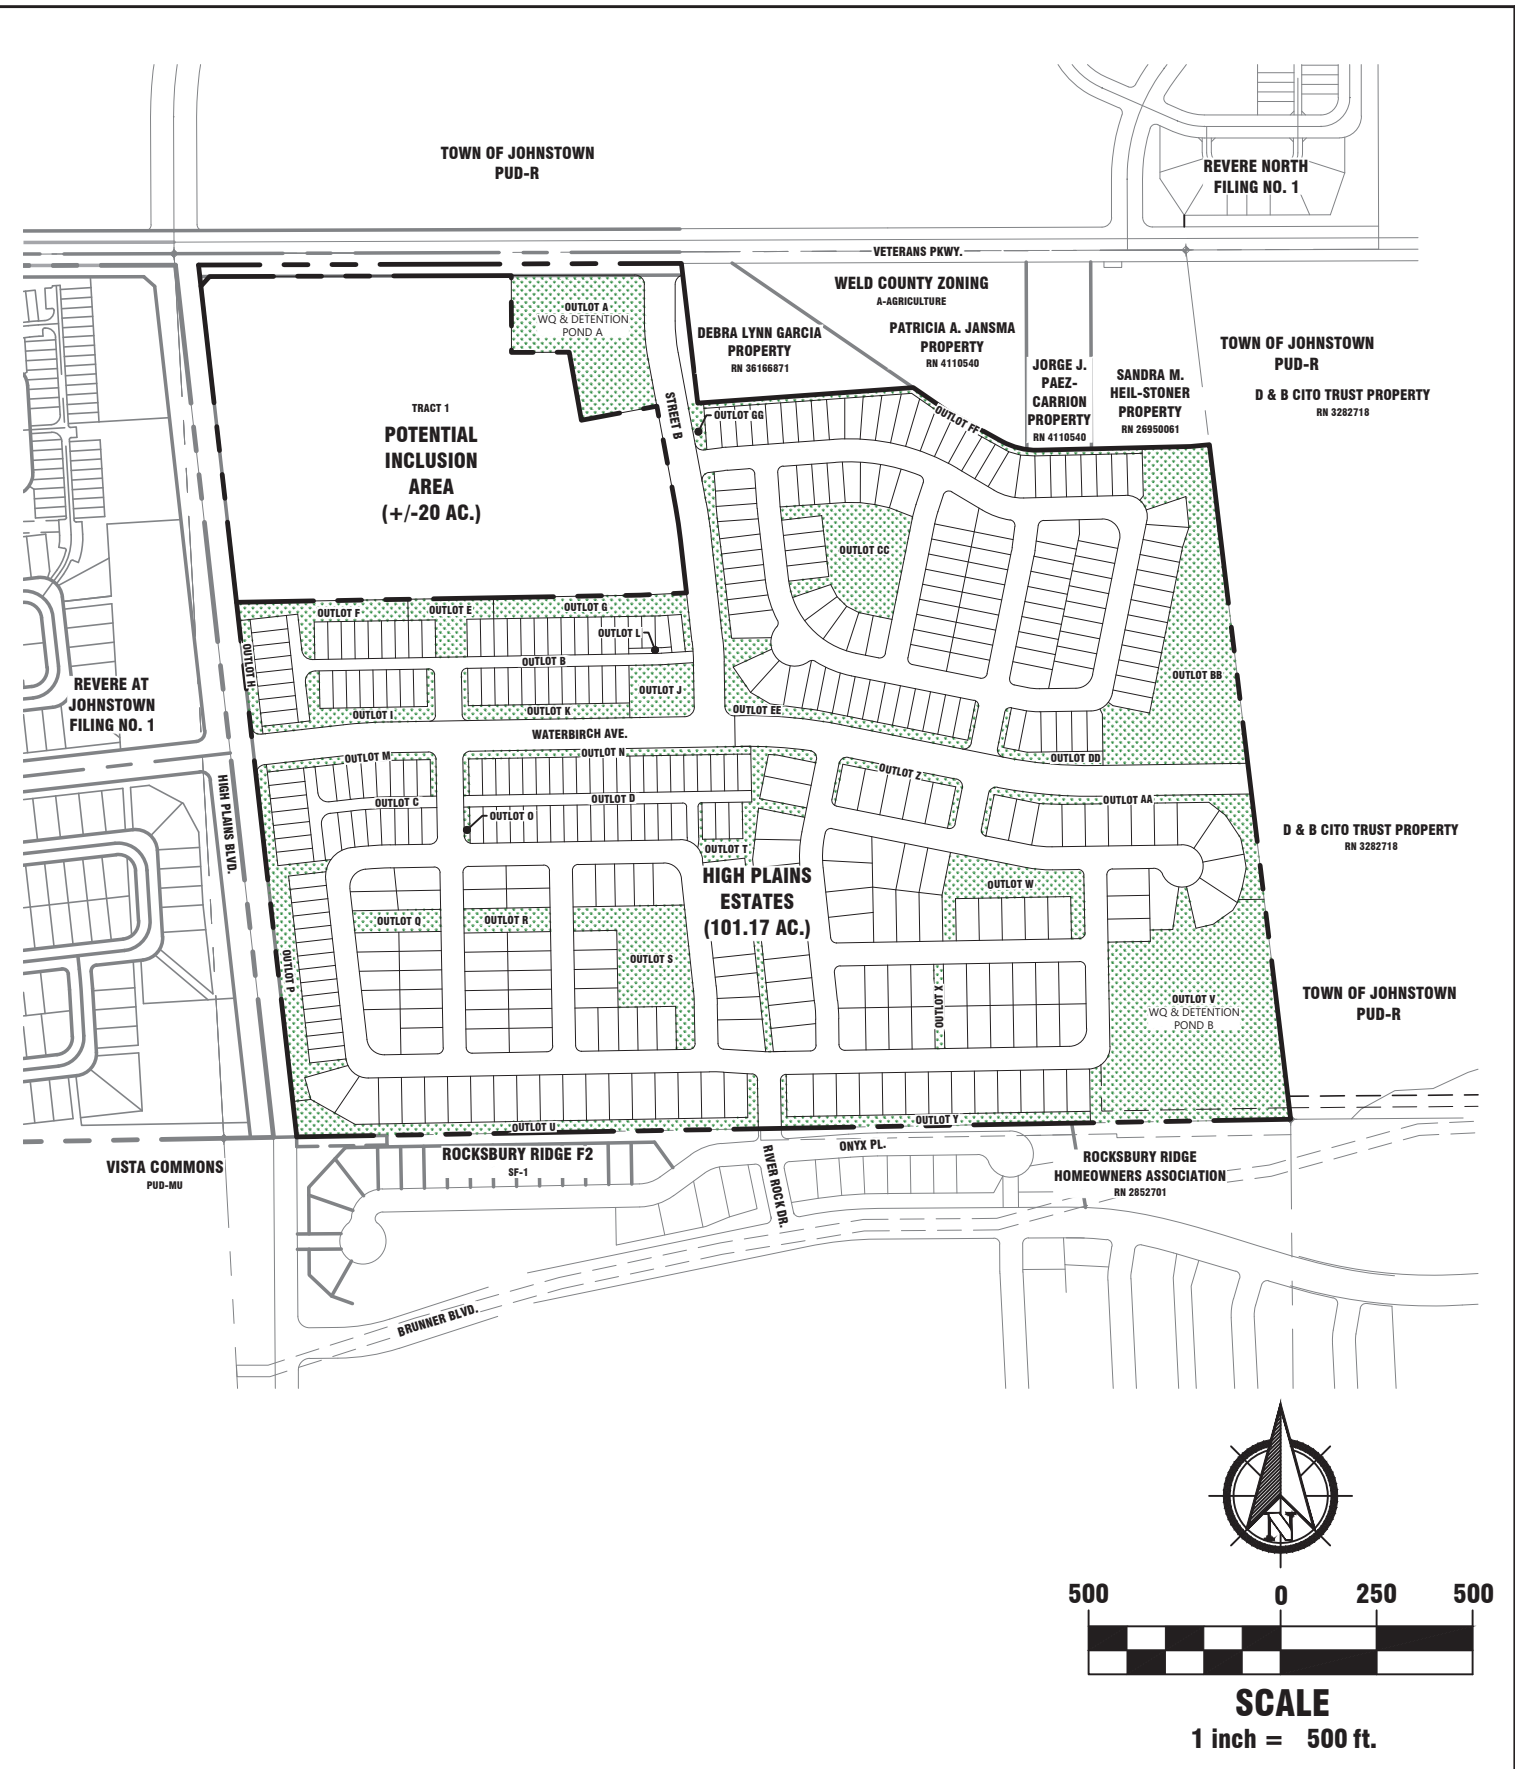 TOWN OF JOHNSTOWN
PUD-R
REVERE NORTH
FILING NO. 1
VETERANS PKWY.
WELD COUNTY ZONING
A-AGRICULTURE
OUTLOT A
WQ & DETENTION
POND A
DEBRA LYNN GARCIA
PROPERTY
RN 36166871
PATRICIA A. JANSMA
PROPERTY
RN 4110540
JORGE J.
PAEZ-
CARRION
PROPERTY
RN 4110540
SANDRA M.
HEIL-STONER
PROPERTY
RN 26950061
TOWN OF JOHNSTOWN
PUD-R
D & B CITO TRUST PROPERTY
RN 3282718
TRACT 1
POTENTIAL
INCLUSION
AREA
(+/-20 AC.)
STREET B
OUTLOT GG
OUTLOT FF
OUTLOT CC
OUTLOT F
OUTLOT E
OUTLOT G
OUTLOT L
OUTLOT B
OUTLOT H
OUTLOT J
OUTLOT BB
REVERE AT
JOHNSTOWN
FILING NO. 1
OUTLOT I
OUTLOT K
OUTLOT EE
WATERBIRCH AVE.
OUTLOT M
OUTLOT N
OUTLOT DD
OUTLOT Z
HIGH PLAINS BLVD.
OUTLOT C
OUTLOT D
OUTLOT AA
OUTLOT O
D & B CITO TRUST PROPERTY
RN 3282718
OUTLOT T
HIGH PLAINS
ESTATES
(101.17 AC.)
OUTLOT W
OUTLOT Q
OUTLOT R
OUTLOT S
OUTLOT P
OUTLOT X
OUTLOT V
WQ & DETENTION
POND B
TOWN OF JOHNSTOWN
PUD-R
OUTLOT U
OUTLOT Y
VISTA COMMONS
PUD-MU
ROCKSBURY RIDGE F2
SF-1
RIVER ROCK DR.
ONYX PL.
ROCKSBURY RIDGE
HOMEOWNERS ASSOCIATION
RN 2852701
BRUNNER BLVD.
N
500 0 250 500
SCALE
1 inch = 500 ft.